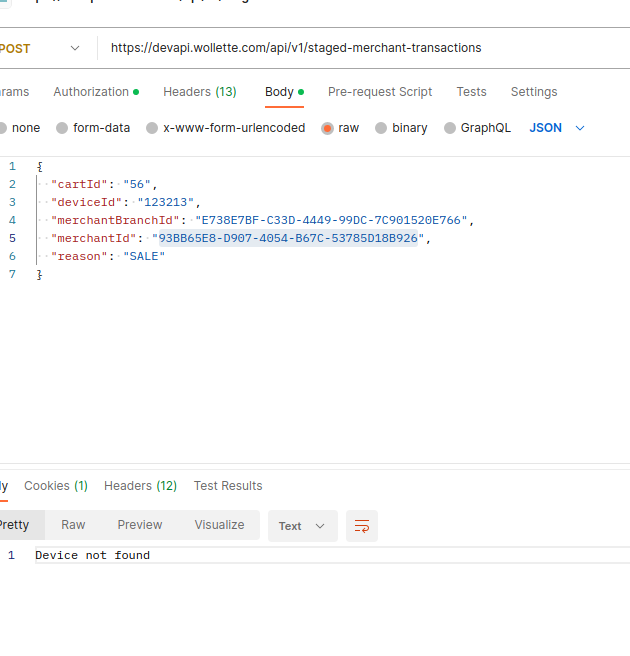 POST https://devapi.wollette.com/api/v1/staged-merchant-transactions
rams Authorization Headers (13) Body Pre-request Script Tests Settings
none form-data x-www-form-urlencoded raw binary GraphQL JSON
1 {
2 "cartId": "56",
3 "deviceId": "123213",
4 "merchantBranchId": "E738E7BF-C33D-4449-99DC-7C901520E766",
5 "merchantId": "93BB65E8-D907-4054-B67C-53785D18B926",
6 "reason": "SALE"
7 }
ly Cookies (1) Headers (12) Test Results
Pretty Raw Preview Visualize Text
1 Device not found